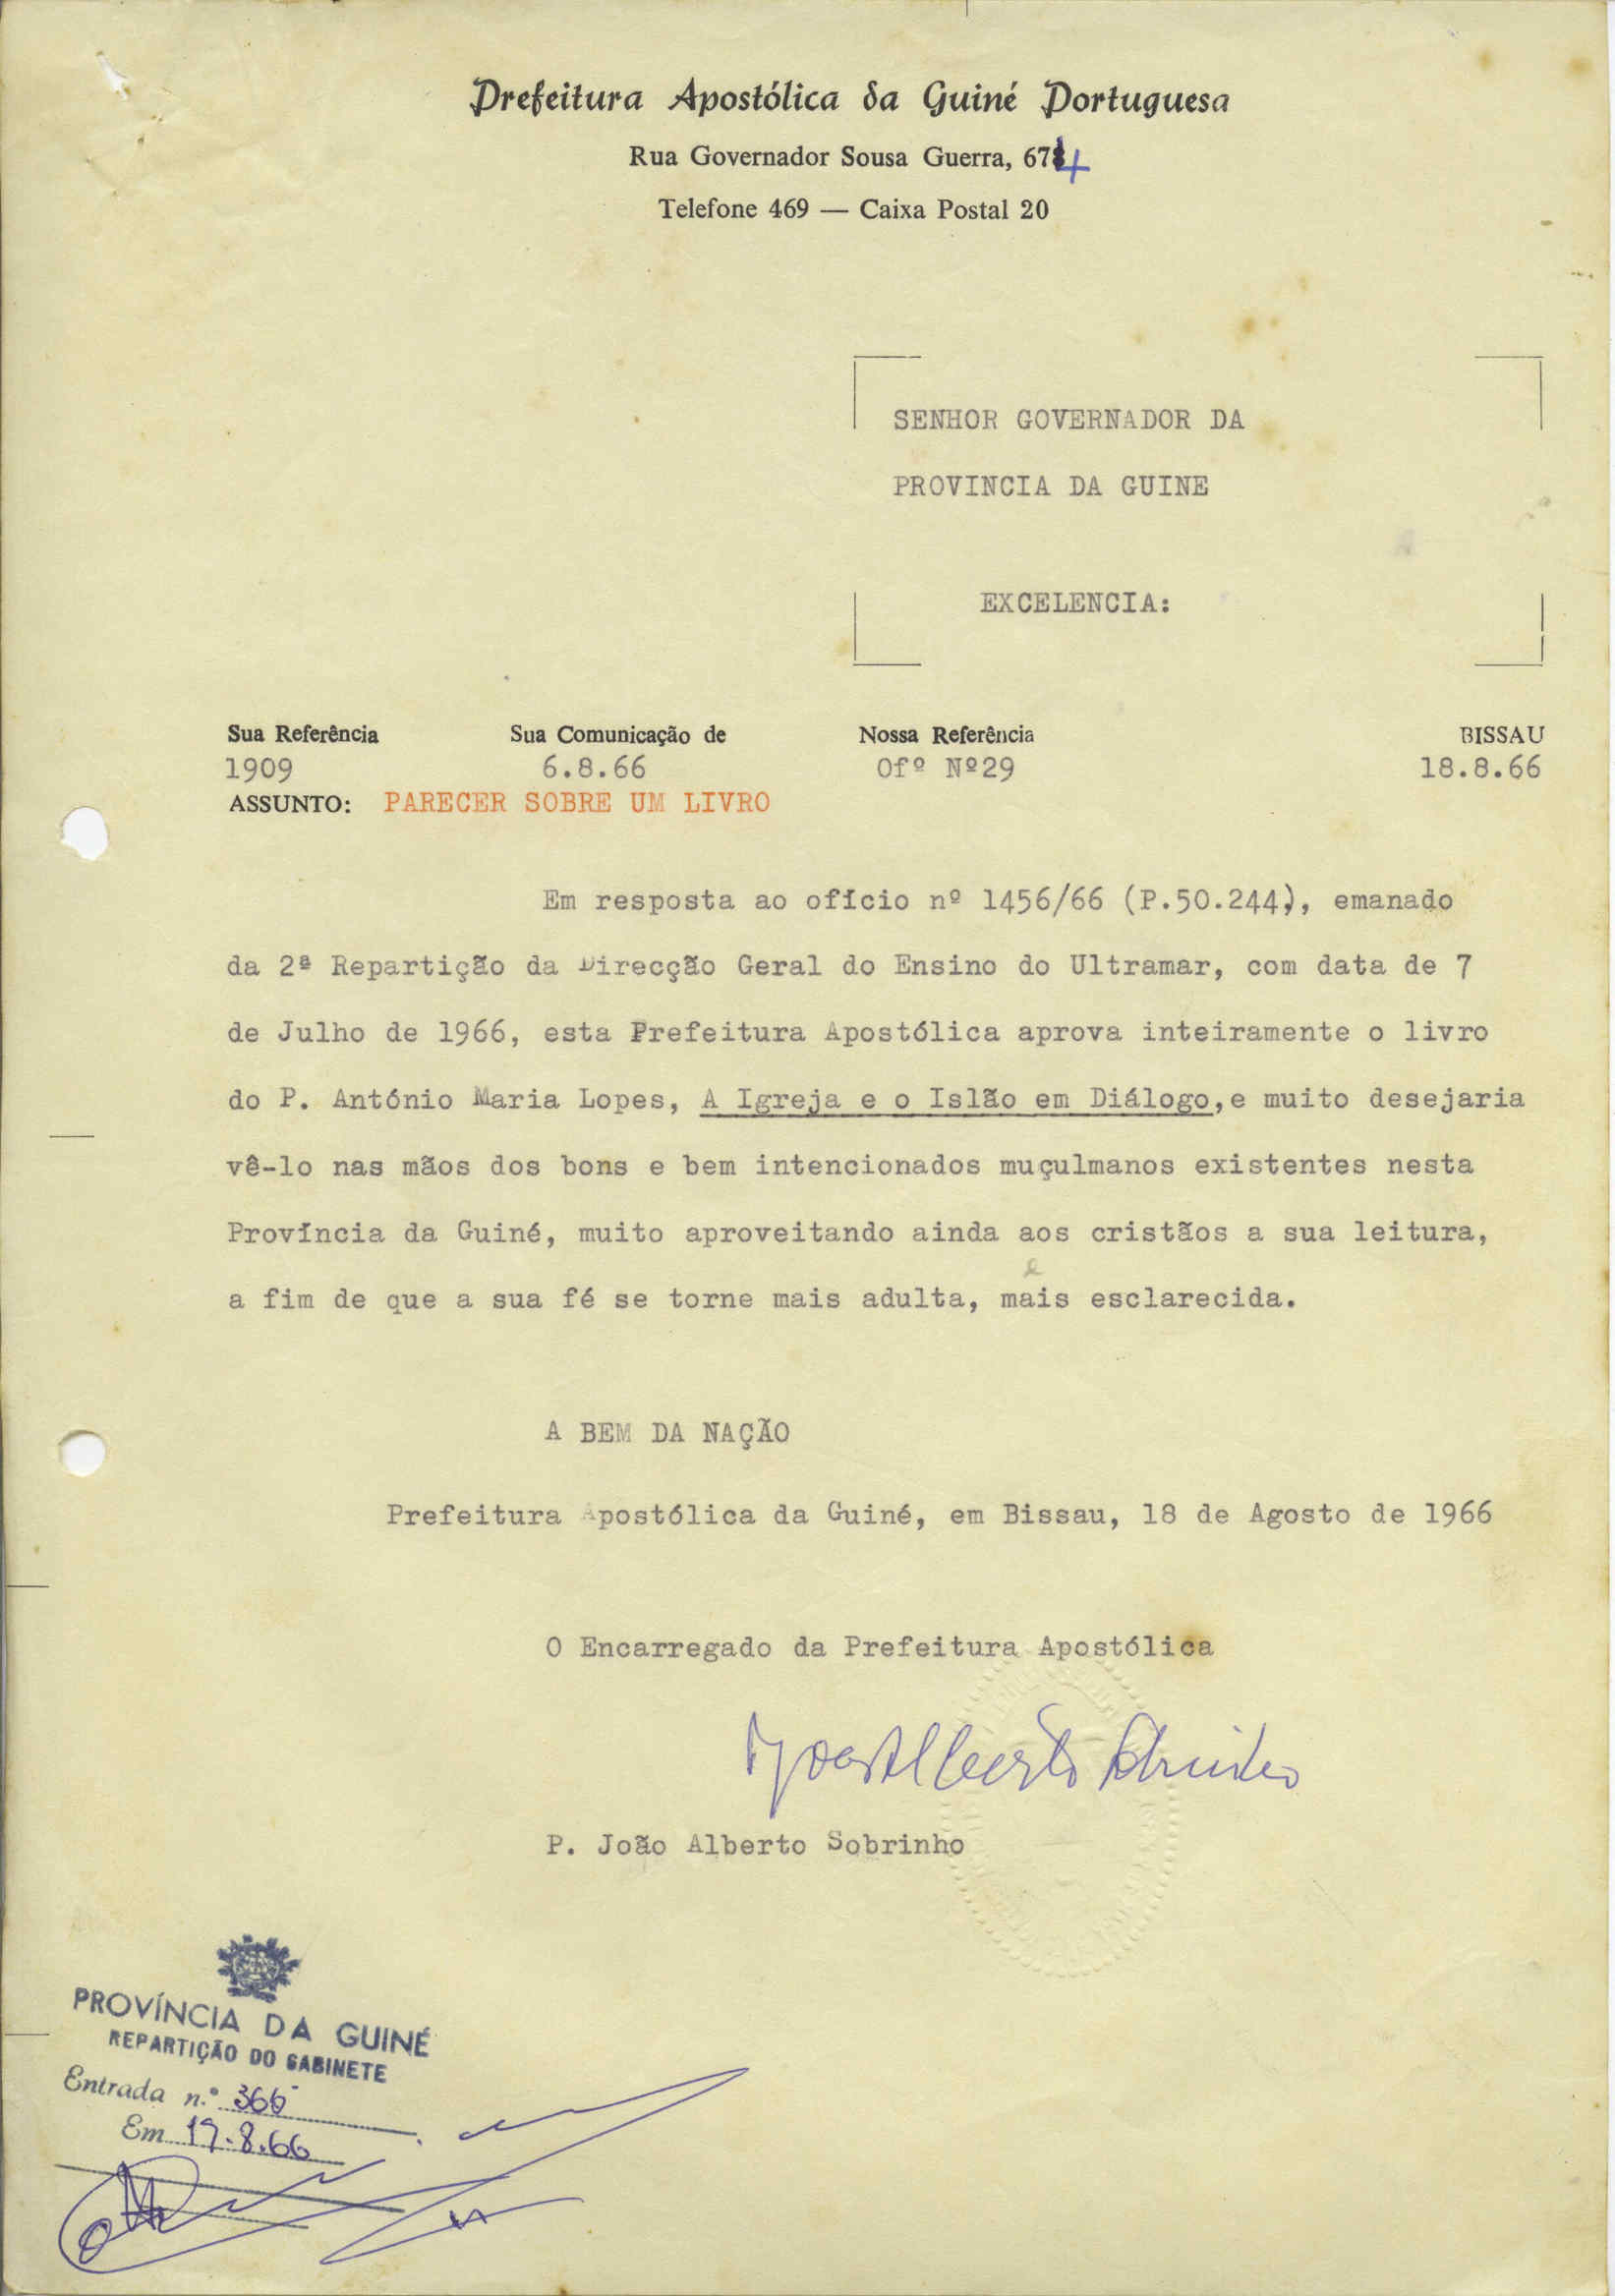 Prefeitura Apostólica da Guiné Portuguesa
Rua Governador Sousa Guerra, 674
Telefone 469 — Caixa Postal 20
SENHOR GOVERNADOR DA
PROVINCIA DA GUINE
EXCELENCIA:
Sua Referência Sua Comunicação de Nossa Referência BISSAU
1909 6.8.66 Ofº Nº29 18.8.66
ASSUNTO: PARECER SOBRE UM LIVRO
Em resposta ao ofício nº 1456/66 (P.50.244), emanado
da 2ª Repartição da Direcção Geral do Ensino do Ultramar, com data de 7
de Julho de 1966, esta Prefeitura Apostólica aprova inteiramente o livro
do P. António Maria Lopes, A Igreja e o Islão em Diálogo,e muito desejaria
vê-lo nas mãos dos bons e bem intencionados muçulmanos existentes nesta
Província da Guiné, muito aproveitando ainda aos cristãos a sua leitura,
e
a fim de que a sua fé se torne mais adulta, mais esclarecida.
A BEM DA NAÇÃO
Prefeitura Apostólica da Guiné, em Bissau, 18 de Agosto de 1966
O Encarregado da Prefeitura Apostólica
João Alberto Sobrinho
P. João Alberto Sobrinho
PROVÍNCIA DA GUINÉ
REPARTIÇÃO DO GABINETE
Entrada n.º 366
Em 19.8.66